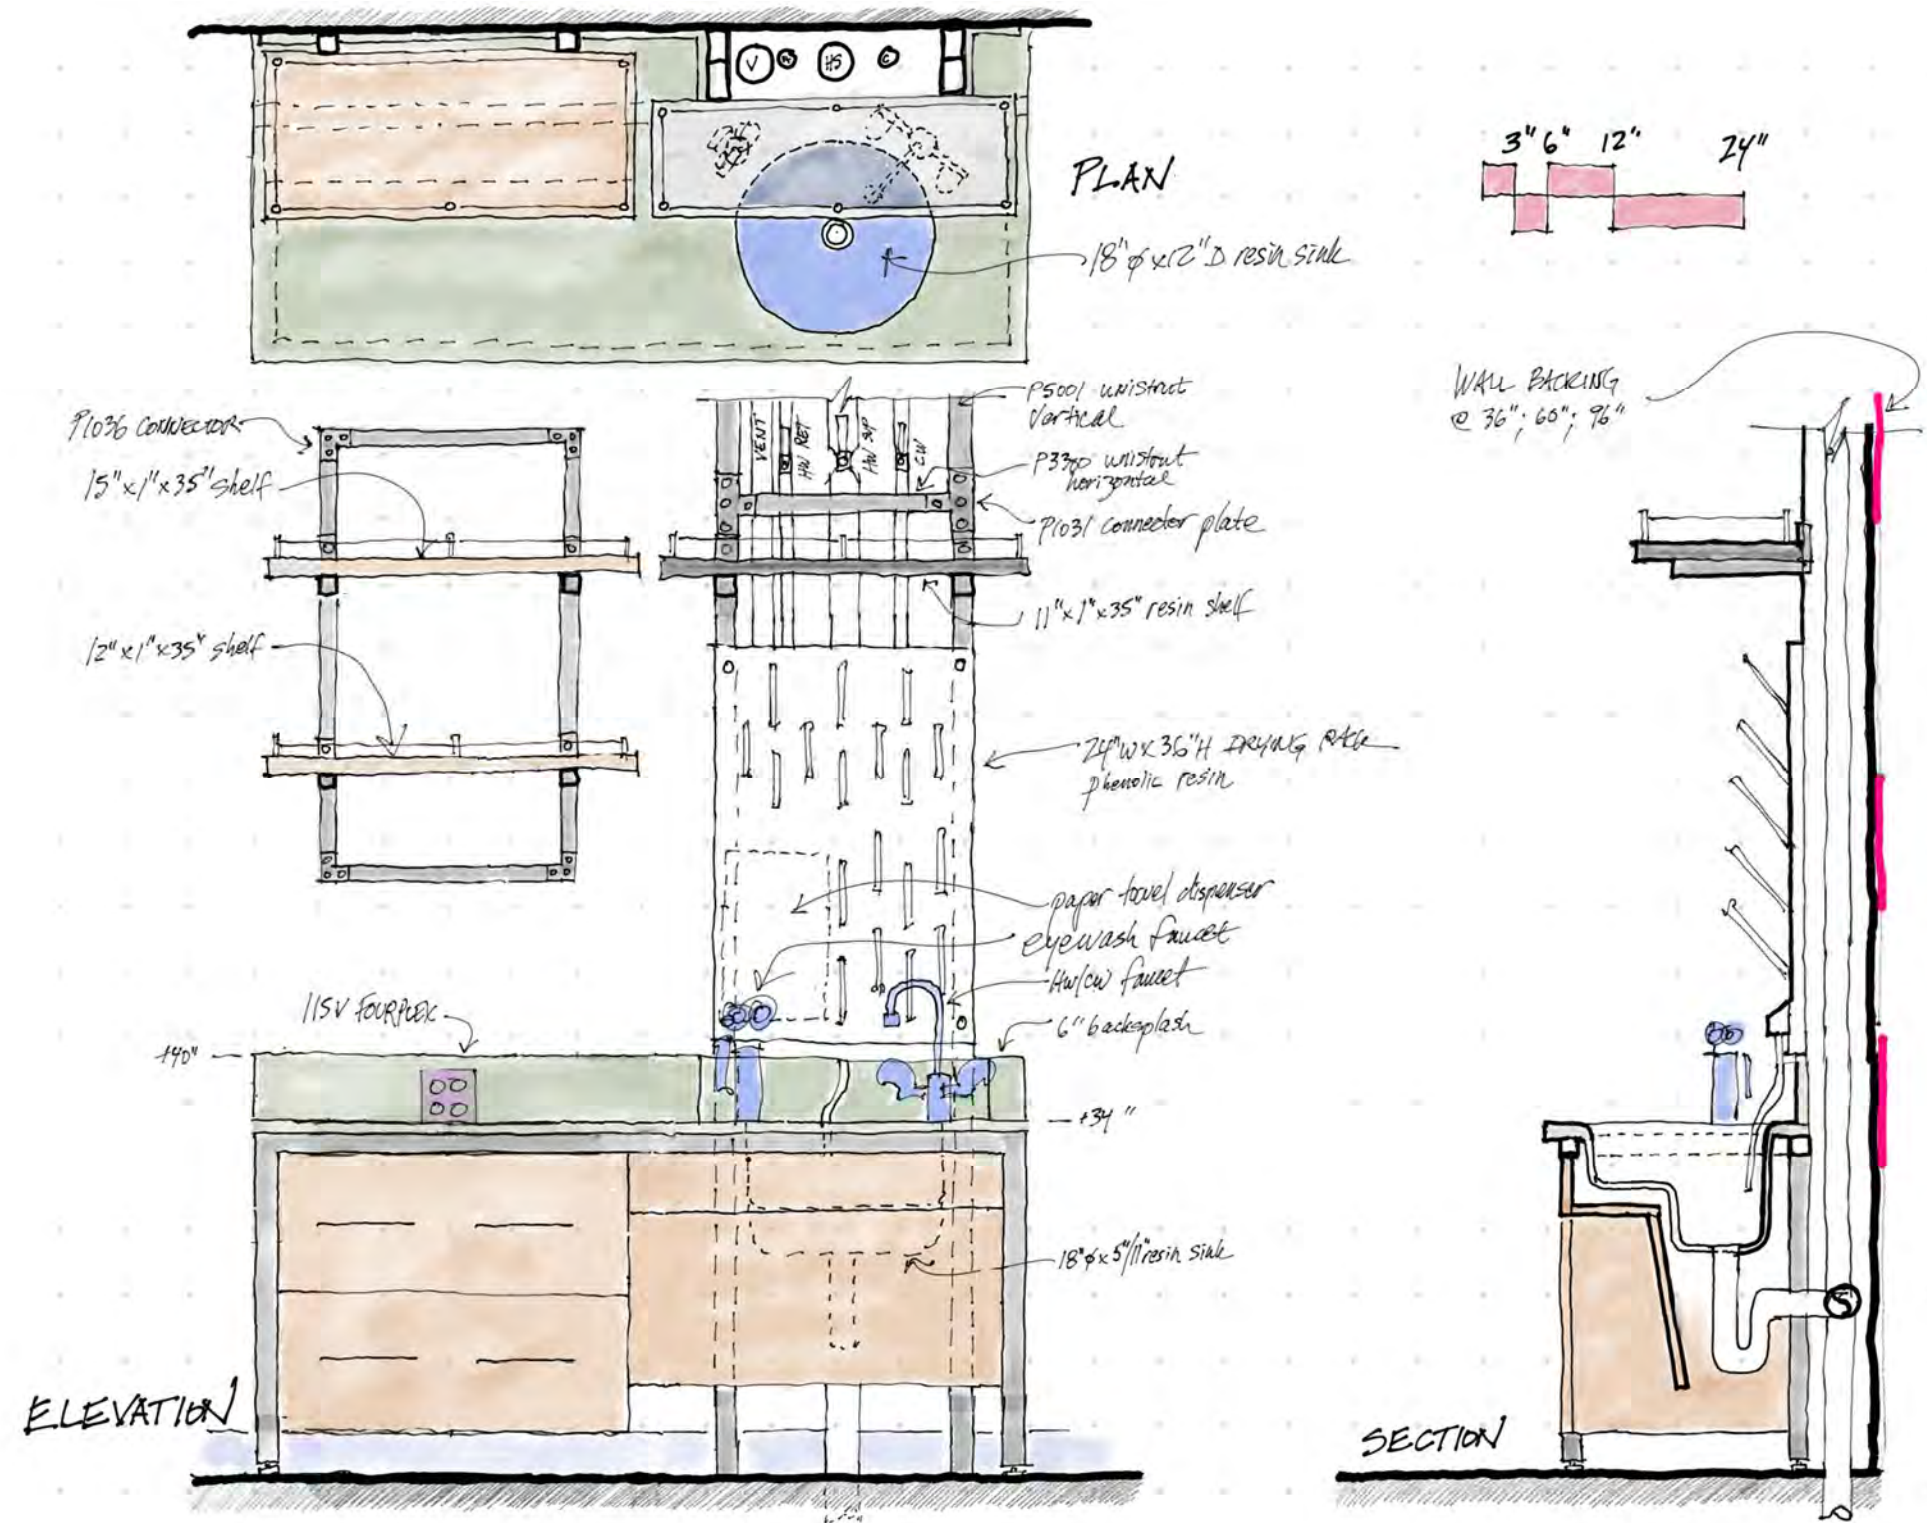 V
HS
C
PLAN
3" 6" 12" 24"
18"φ x 12" D resin sink
WALL BACKING
@ 36"; 60"; 96"
P1036 CONNECTOR
15" x 1" x 35" shelf
12" x 1" x 35" shelf
VENT
HW RET
HW SUP
CW
P5001 unistrut
vertical
P3300 unistrut
horizontal
P1031 connector plate
11" x 1" x 35" resin shelf
24"W x 36"H DRYING RACK
phenolic resin
paper towel dispenser
eyewash faucet
HW/CW faucet
6" backsplash
115V FOURPLEX
+40"
+34"
18"φ x 5"/11" resin sink
ELEVATION
SECTION